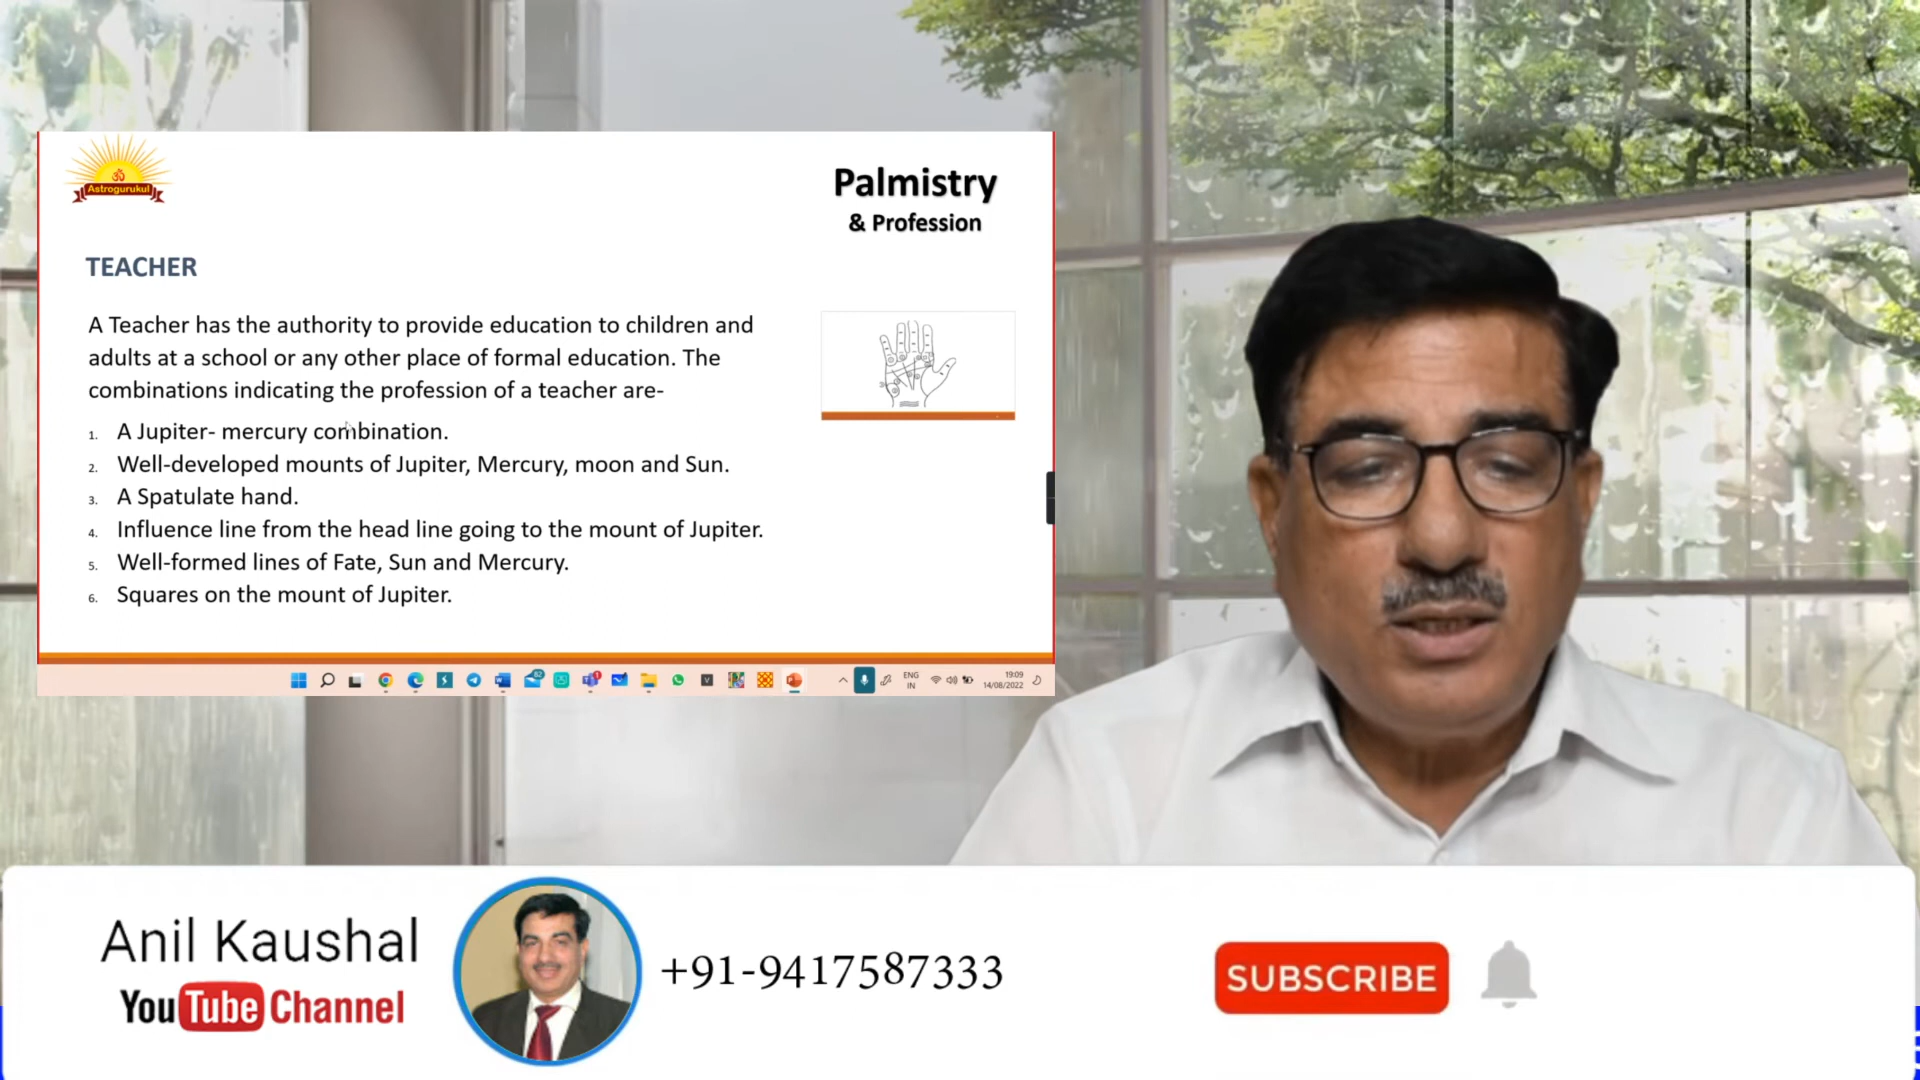 ॐ
Astrogurukul
Palmistry
& Profession
TEACHER
A Teacher has the authority to provide education to children and
adults at a school or any other place of formal education. The
combinations indicating the profession of a teacher are-
1. A Jupiter- mercury combination.
2. Well-developed mounts of Jupiter, Mercury, moon and Sun.
3. A Spatulate hand.
4. Influence line from the head line going to the mount of Jupiter.
5. Well-formed lines of Fate, Sun and Mercury.
6. Squares on the mount of Jupiter.
82
ENG
IN
19:09
14/08/2022
Anil Kaushal
YouTube Channel
+91-9417587333
SUBSCRIBE